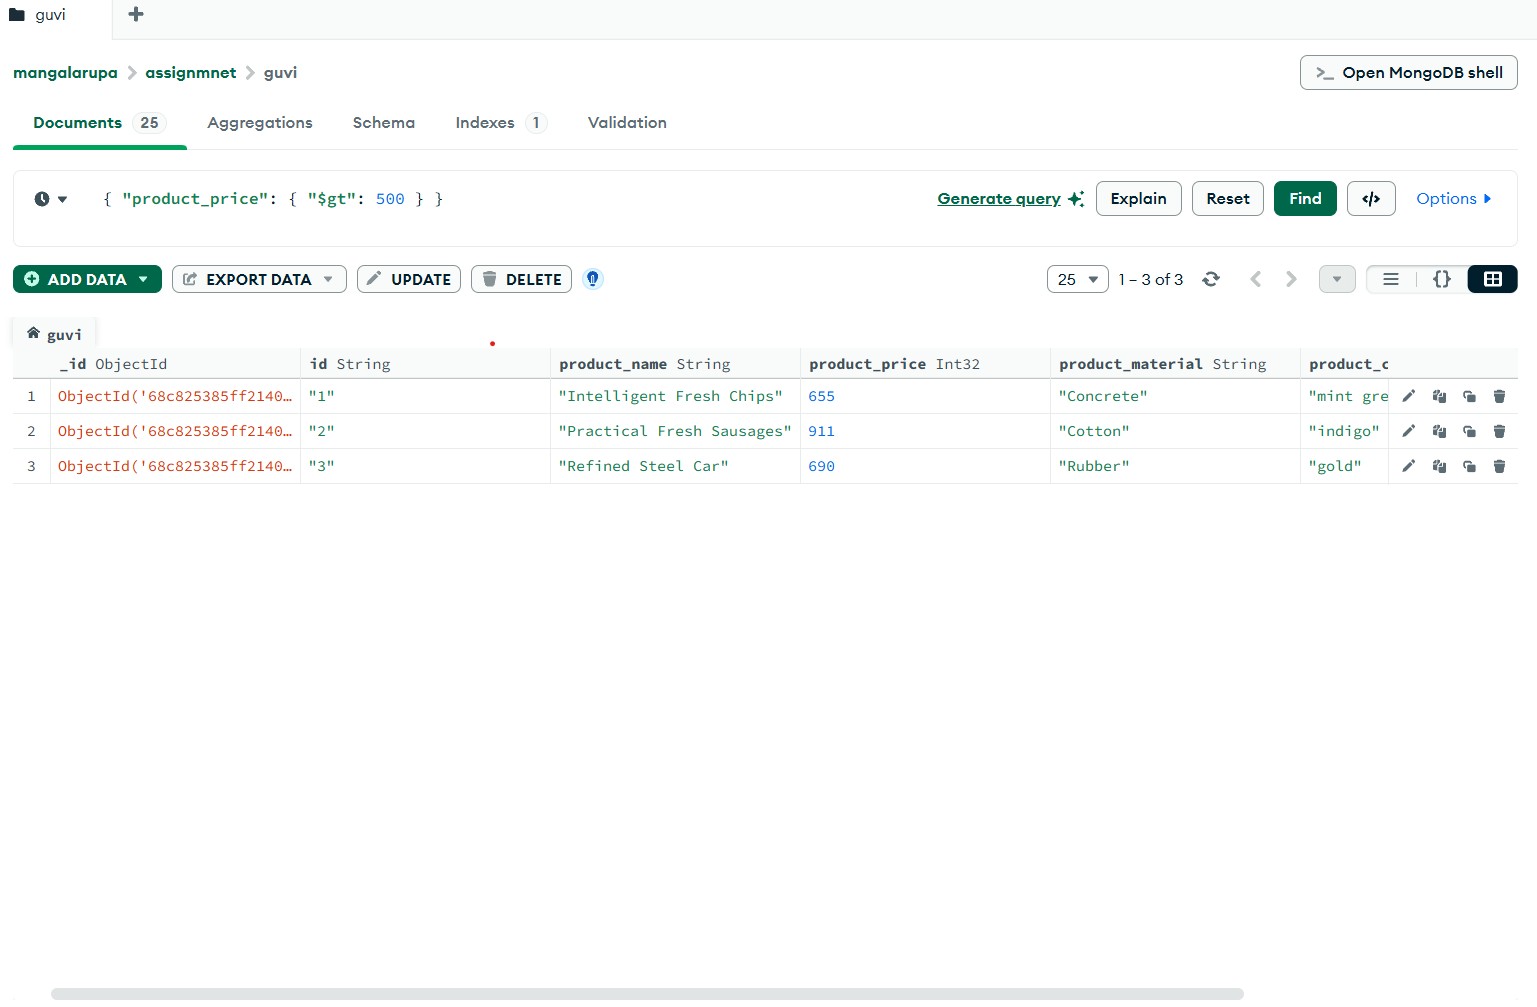 guvi
mangalarupa > assignmnet > guvi
>_ Open MongoDB shell
Documents 25 Aggregations Schema Indexes 1 Validation
{ "product_price": { "$gt": 500 } }
Generate query Explain Reset Find </> Options
ADD DATA EXPORT DATA UPDATE DELETE 25 1 – 3 of 3 {}
guvi
_id ObjectId id String product_name String product_price Int32 product_material String product_c
1 ObjectId('68c825385ff2140… "1" "Intelligent Fresh Chips" 655 "Concrete" "mint gre
2 ObjectId('68c825385ff2140… "2" "Practical Fresh Sausages" 911 "Cotton" "indigo"
3 ObjectId('68c825385ff2140… "3" "Refined Steel Car" 690 "Rubber" "gold"